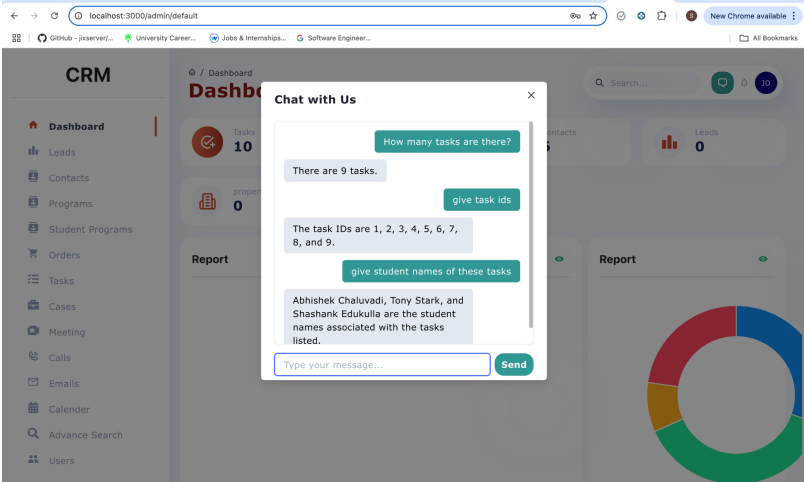 localhost:3000/admin/default
New Chrome available
GitHub - jixserver/...
University Career...
Jobs & Internships...
Software Engineer...
All Bookmarks
CRM
/ Dashboard
Dashbo
Search...
JD
Dashboard
Leads
Contacts
Programs
Student Programs
Orders
Tasks
Cases
Meeting
Calls
Emails
Calender
Advance Search
Users
Tasks
10
ontacts
Leads
0
proper
0
Report
Report
Chat with Us
How many tasks are there?
There are 9 tasks.
give task ids
The task IDs are 1, 2, 3, 4, 5, 6, 7,
8, and 9.
give student names of these tasks
Abhishek Chaluvadi, Tony Stark, and
Shashank Edukulla are the student
names associated with the tasks
listed.
Type your message...
Send